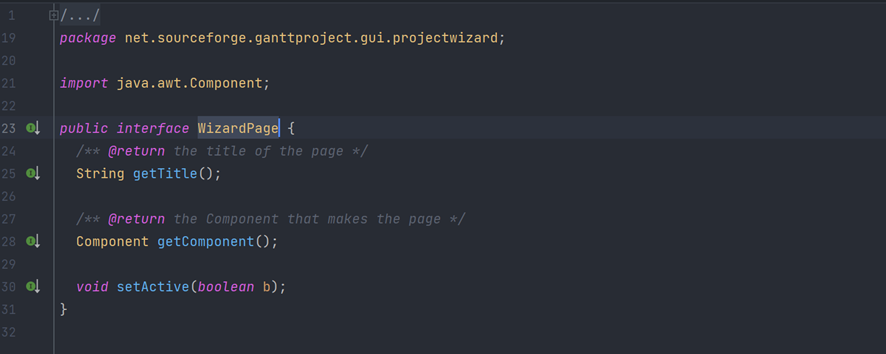 1 /.../
19 package net.sourceforge.ganttproject.gui.projectwizard;
20
21 import java.awt.Component;
22
23 public interface WizardPage {
24 /** @return the title of the page */
25 String getTitle();
26
27 /** @return the Component that makes the page */
28 Component getComponent();
29
30 void setActive(boolean b);
31 }
32